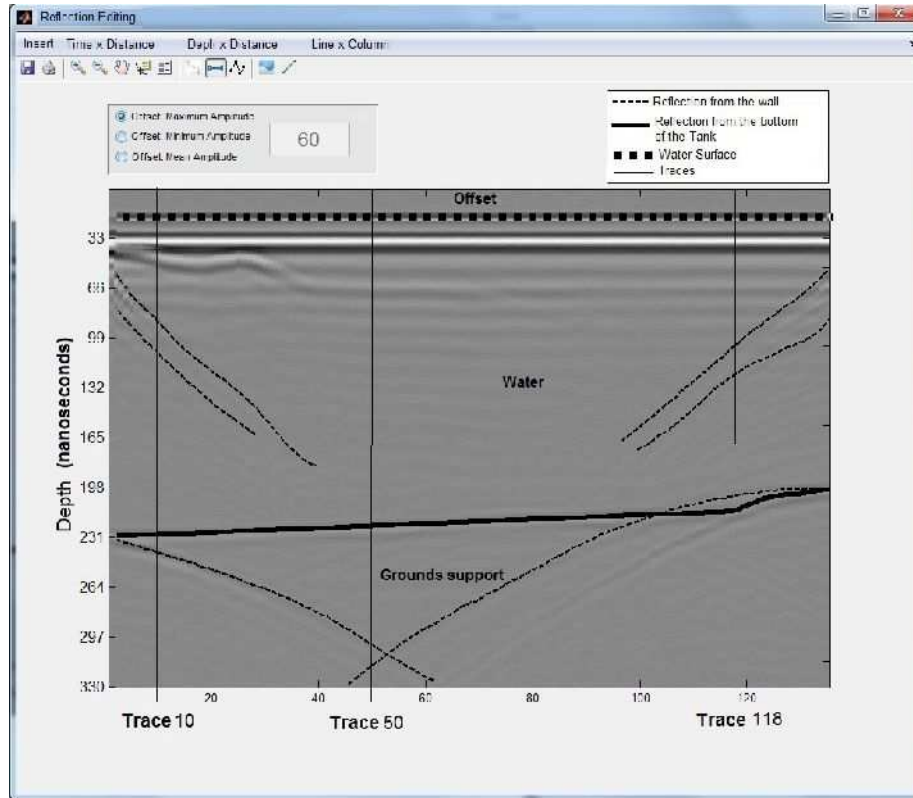 Reflection Editing
Insert Time x Distance Deph x Distance Line x Column
Offset: Maximum Amplitude
Offset: Minimum Amplitude
Offset: Mean Amplitude
60
Reflection from the wall
Reflection from the bottom
of the Tank
Water Surface
Traces
Offset
33
66
99
132
165
198
231
264
297
330
Depth (nanoseconds)
Water
Grounds support
20
40
60
80
100
120
Trace 10
Trace 50
Trace 118